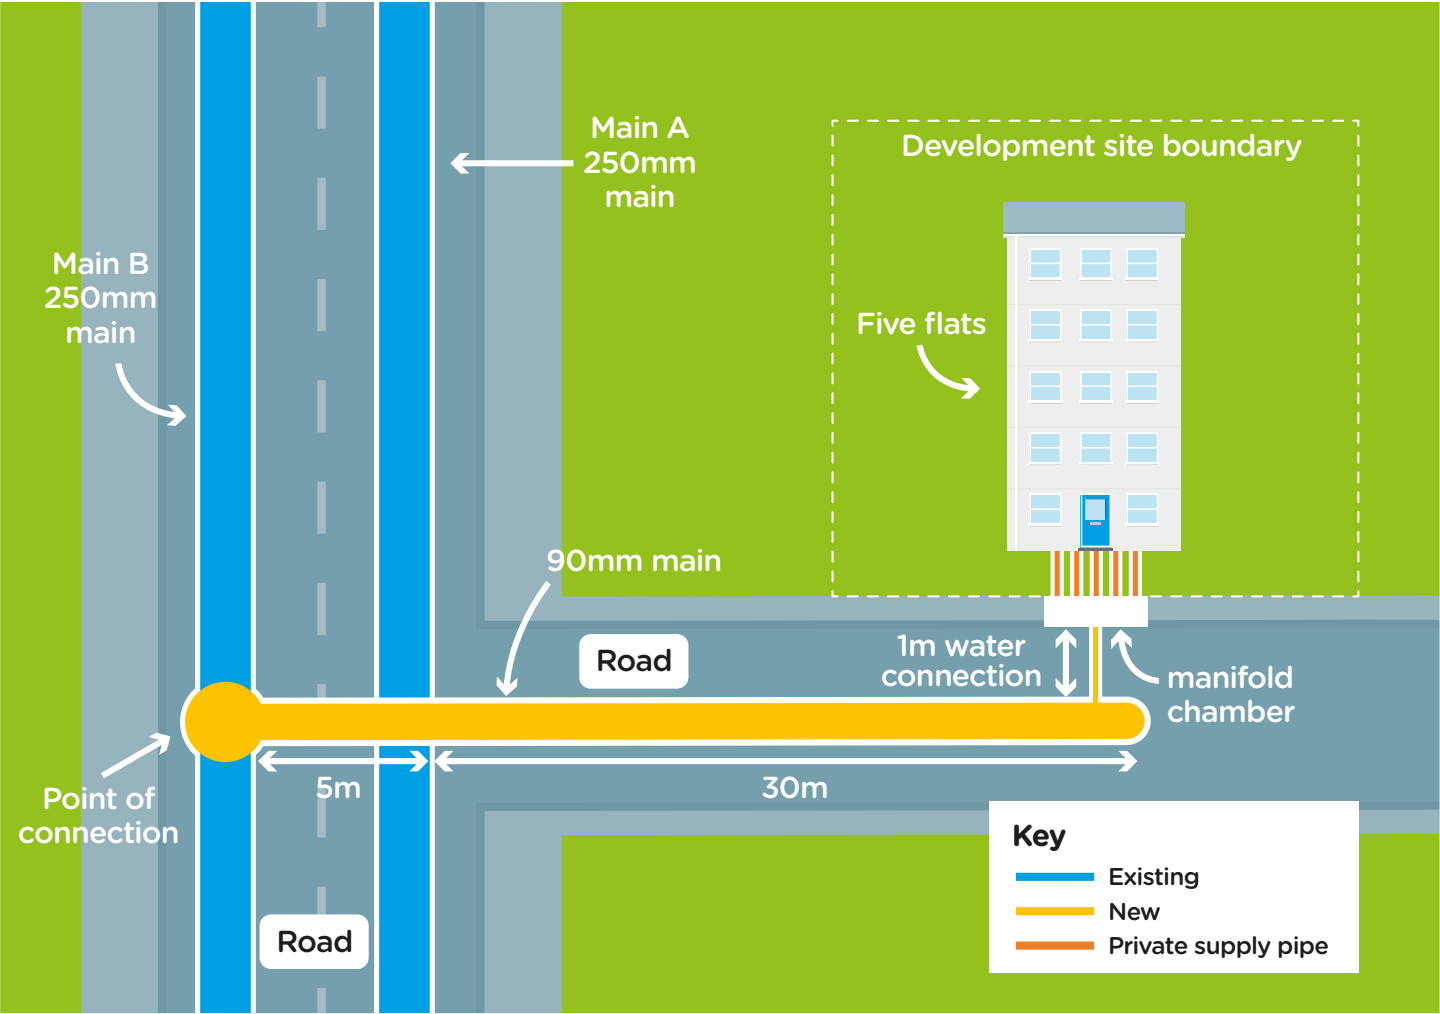 Main A
250mm
main
Development site boundary
Main B
250mm
main
Five flats
90mm main
Road
1m water
connection
manifold
chamber
5m
30m
Point of
connection
Road
Key
Existing
New
Private supply pipe